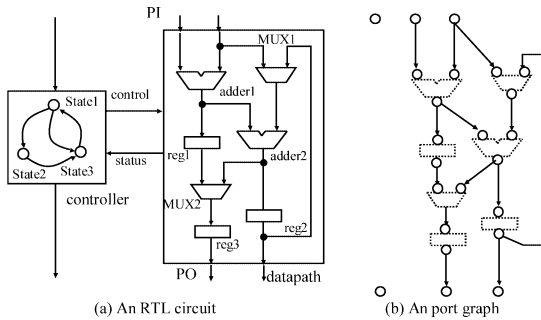 PI
MUX1
State1
control
adder1
State2
State3
status
reg1
adder2
controller
MUX2
reg2
reg3
PO
datapath
(a) An RTL circuit
(b) An port graph